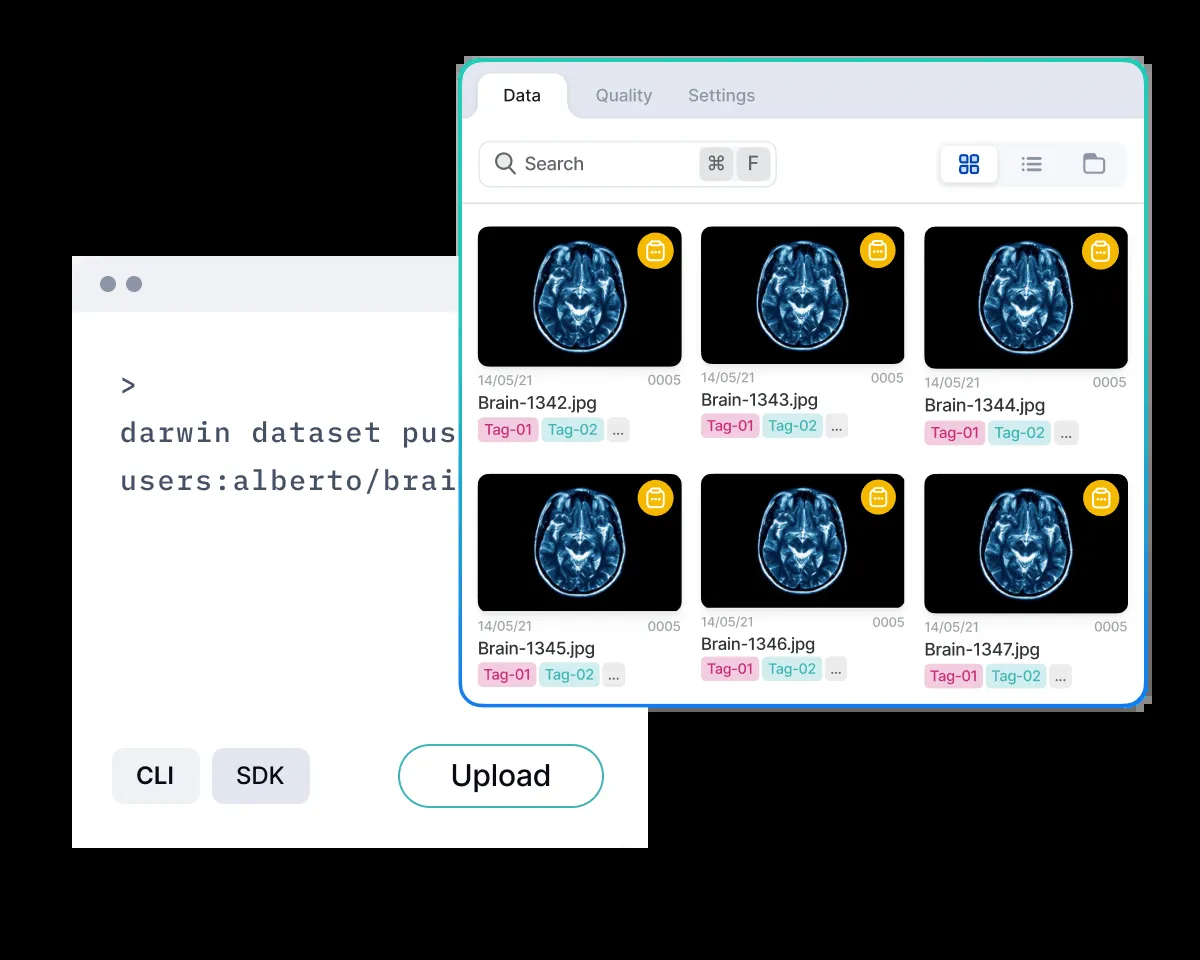 Data Quality Settings
Search ⌘ F
14/05/21 0005
Brain-1342.jpg
Tag-01 Tag-02 ...
14/05/21 0005
Brain-1343.jpg
Tag-01 Tag-02 ...
14/05/21 0005
Brain-1344.jpg
Tag-01 Tag-02 ...
14/05/21 0005
Brain-1345.jpg
Tag-01 Tag-02 ...
14/05/21 0005
Brain-1346.jpg
Tag-01 Tag-02 ...
14/05/21 0005
Brain-1347.jpg
Tag-01 Tag-02 ...
>
darwin dataset pus
users:alberto/brai
CLI SDK Upload